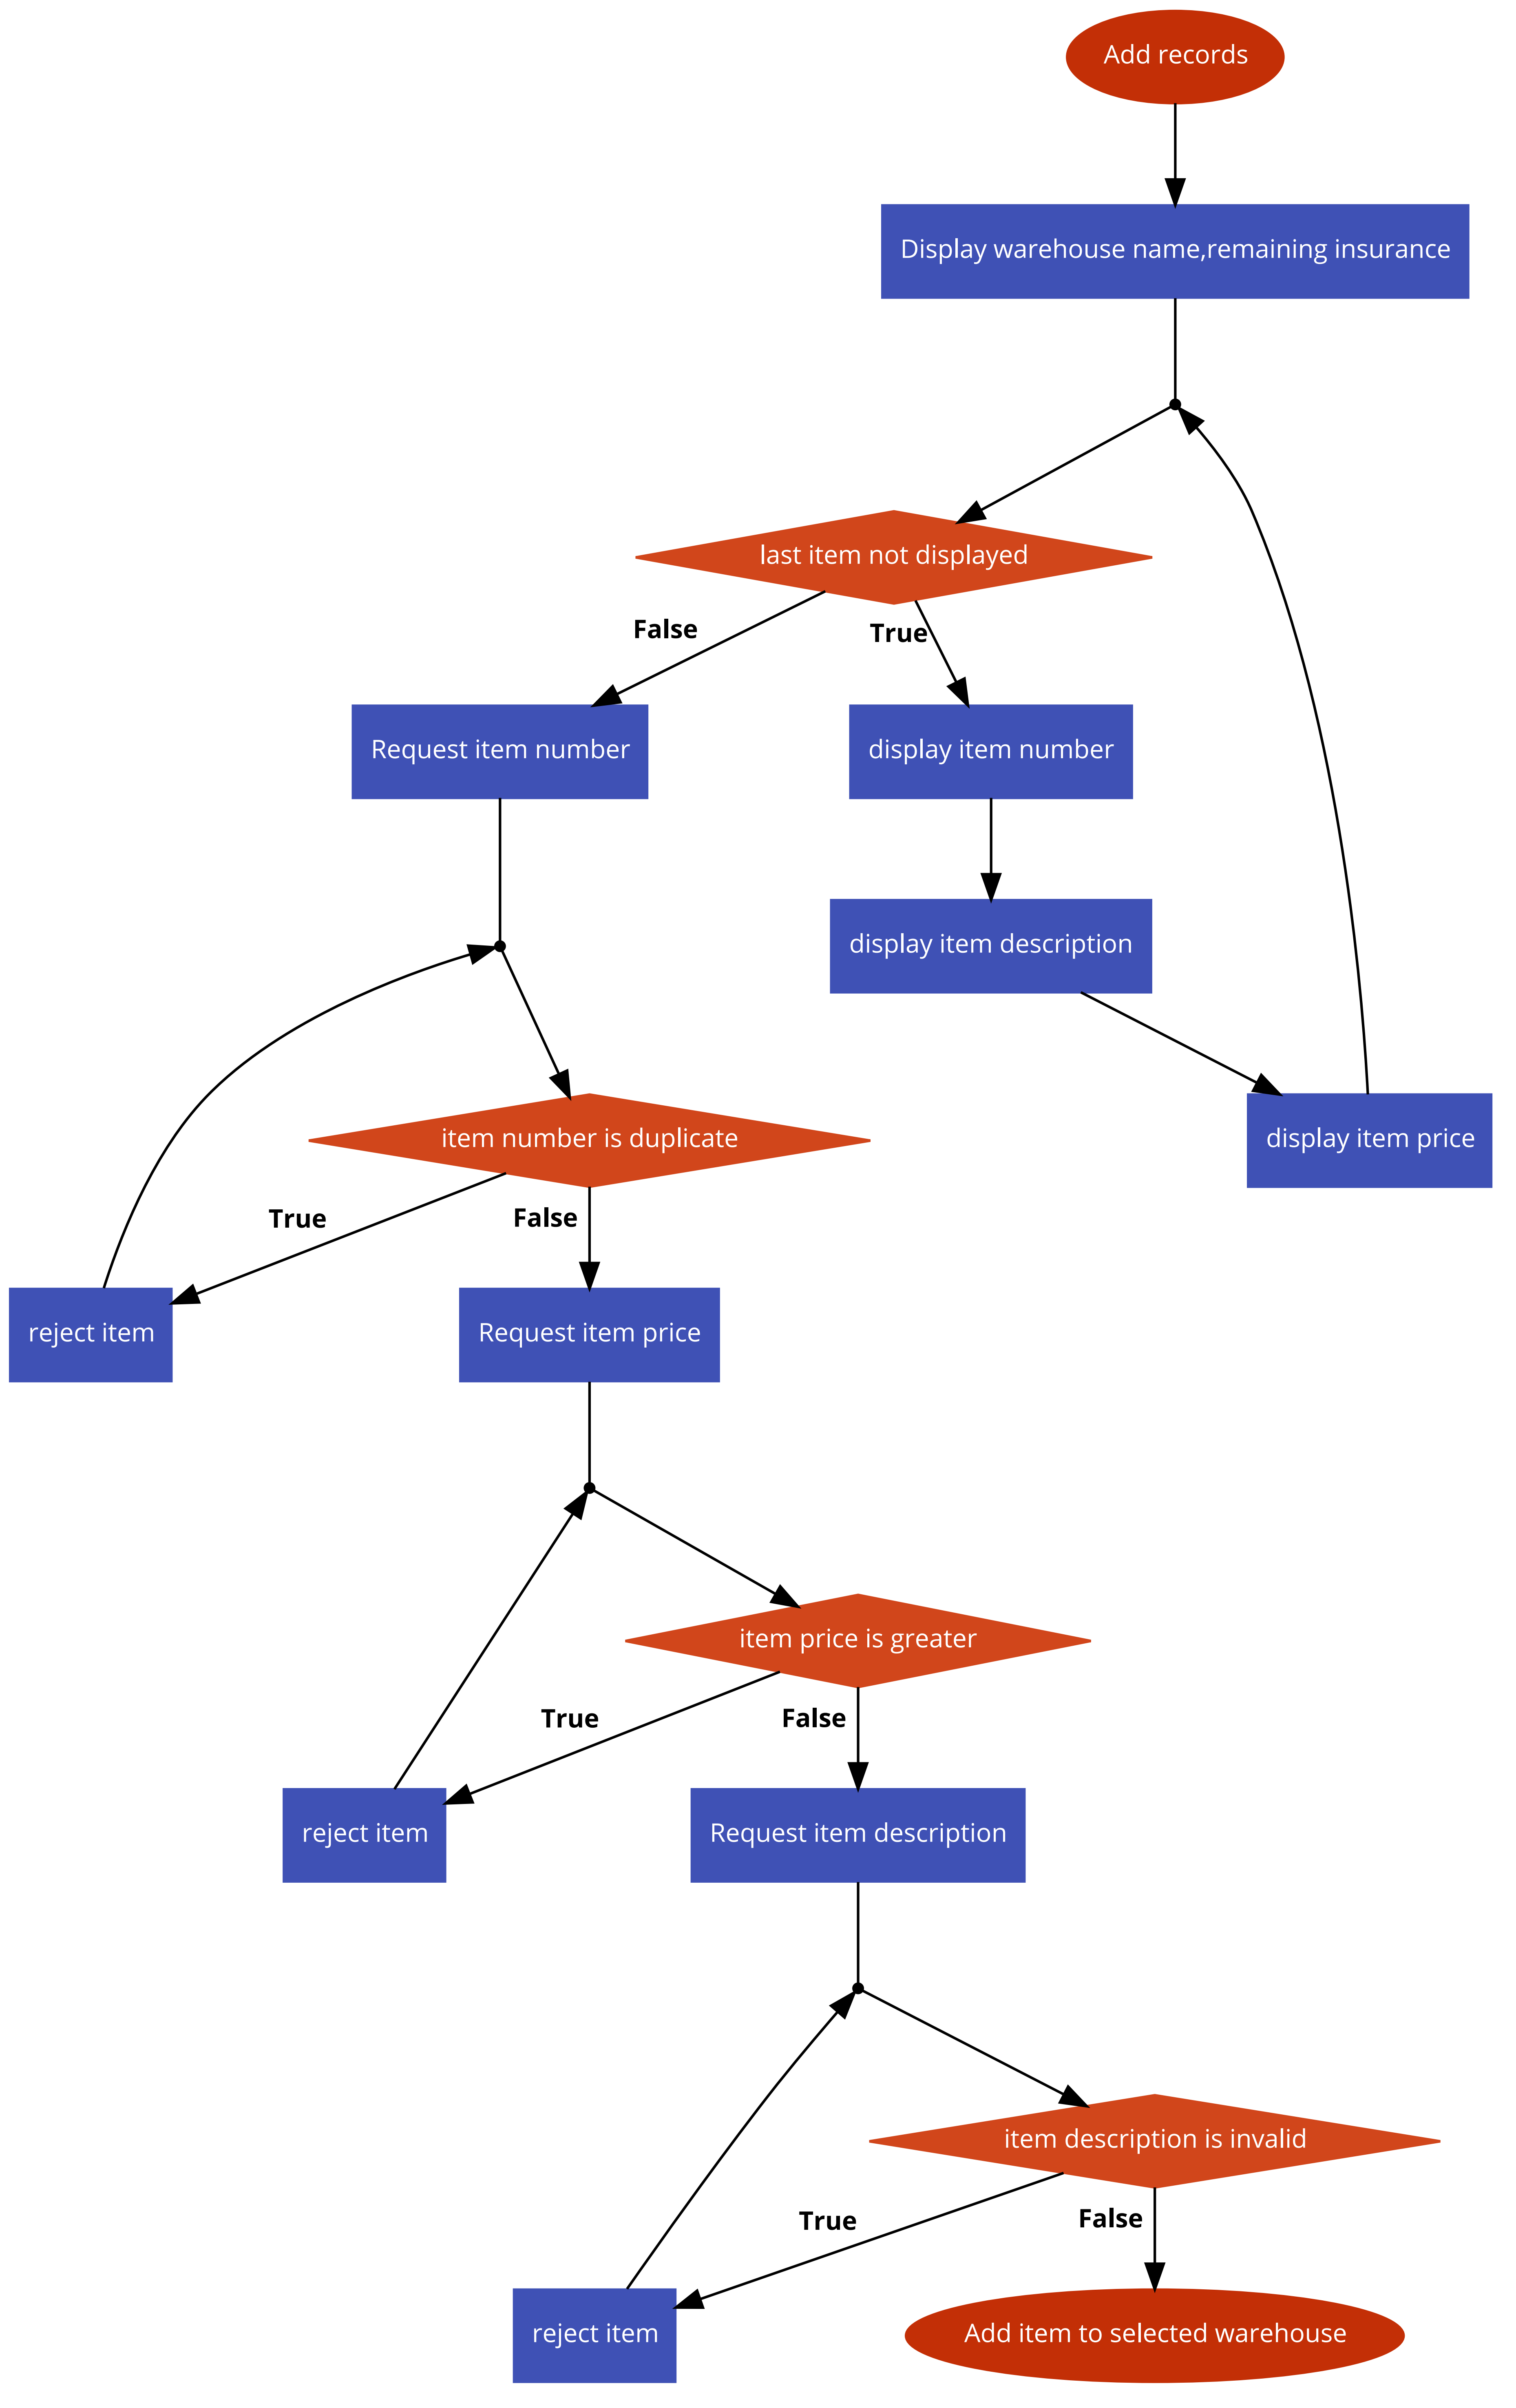 Add records
Display warehouse name,remaining insurance
last item not displayed
False
True
Request item number
display item number
display item description
item number is duplicate
display item price
True
False
reject item
Request item price
item price is greater
True
False
reject item
Request item description
item description is invalid
True
False
reject item
Add item to selected warehouse